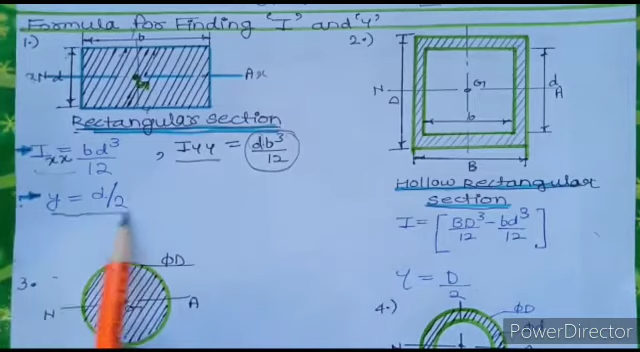 Formula for Finding 'I' and 'Y'
1.)
b
xN d G A x
Rectangular section
Ixx = bd³/12 , Iyy = db³/12
y = d/2
2.)
N D G d A
b
B
Hollow Rectangular
section
I = [BD³/12 - bd³/12]
Y = D/2
3.
ΦD
N A
4.)
ΦD
PowerDirector